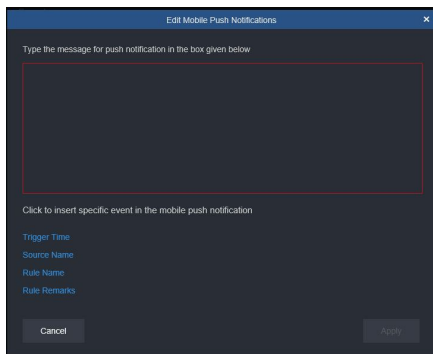 Edit Mobile Push Notifications
Type the message for push notification in the box given below
Click to insert specific event in the mobile push notification
Trigger Time
Source Name
Rule Name
Rule Remarks
Cancel
Apply